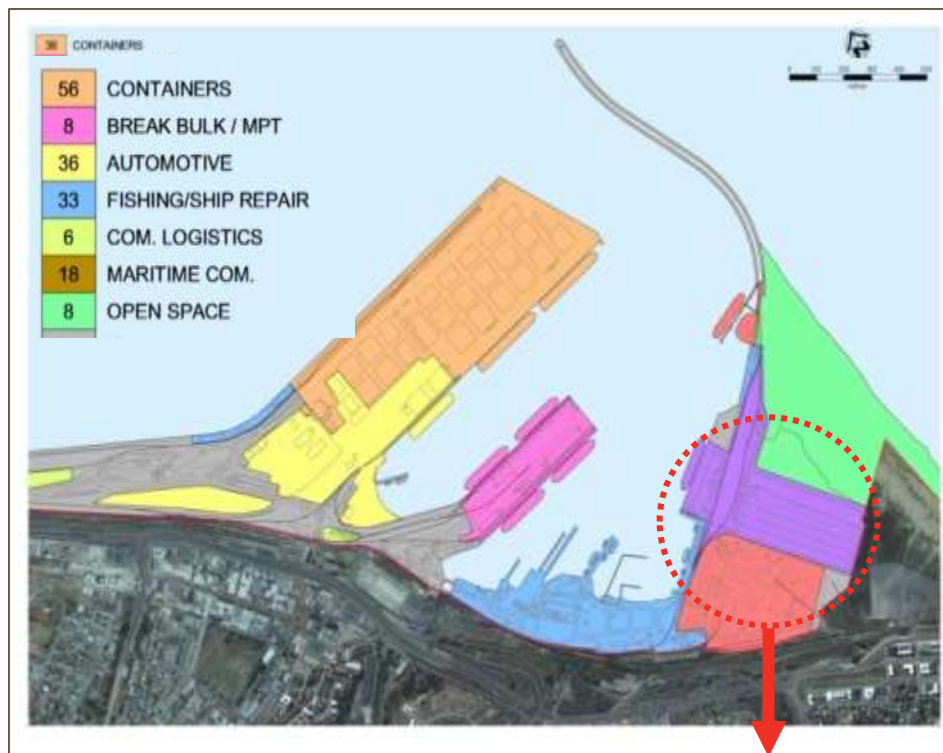 36 CONTAINERS
56 CONTAINERS
8 BREAK BULK / MPT
36 AUTOMOTIVE
33 FISHING/SHIP REPAIR
6 COM. LOGISTICS
18 MARITIME COM.
8 OPEN SPACE